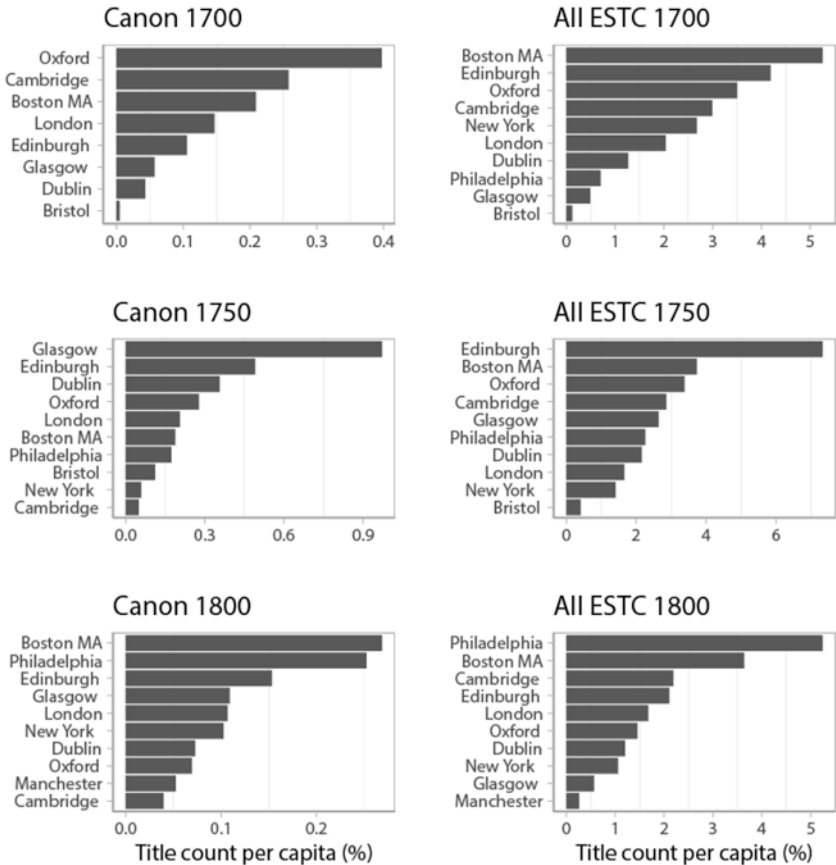 Canon 1700
Oxford
Cambridge
Boston MA
London
Edinburgh
Glasgow
Dublin
Bristol
0.0 0.1 0.2 0.3 0.4
All ESTC 1700
Boston MA
Edinburgh
Oxford
Cambridge
New York
London
Dublin
Philadelphia
Glasgow
Bristol
0 1 2 3 4 5
Canon 1750
Glasgow
Edinburgh
Dublin
Oxford
London
Boston MA
Philadelphia
Bristol
New York
Cambridge
0.0 0.3 0.6 0.9
All ESTC 1750
Edinburgh
Boston MA
Oxford
Cambridge
Glasgow
Philadelphia
Dublin
London
New York
Bristol
0 2 4 6
Canon 1800
Boston MA
Philadelphia
Edinburgh
Glasgow
London
New York
Dublin
Oxford
Manchester
Cambridge
0.0 0.1 0.2
Title count per capita (%)
All ESTC 1800
Philadelphia
Boston MA
Cambridge
Edinburgh
London
Oxford
Dublin
New York
Glasgow
Manchester
0 1 2 3 4 5
Title count per capita (%)